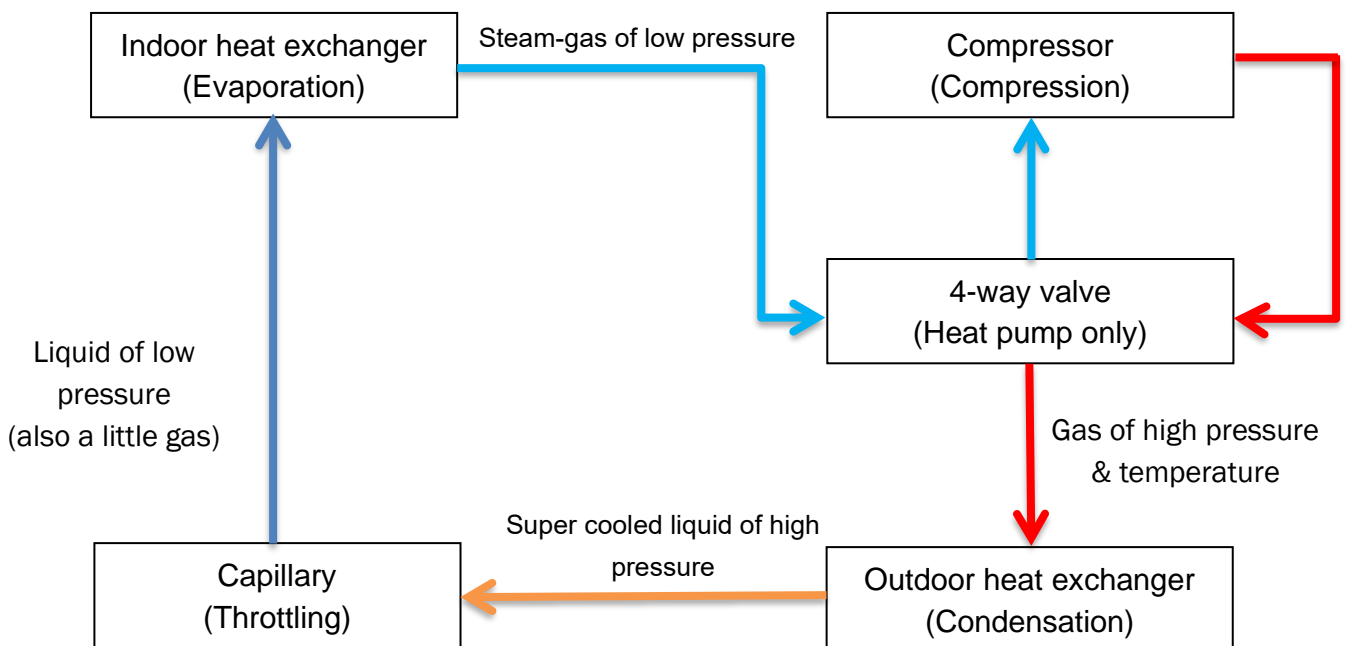 Indoor heat exchanger
(Evaporation)
Steam-gas of low pressure
Compressor
(Compression)
4-way valve
(Heat pump only)
Liquid of low
pressure
(also a little gas)
Gas of high pressure
& temperature
Super cooled liquid of high
pressure
Capillary
(Throttling)
Outdoor heat exchanger
(Condensation)